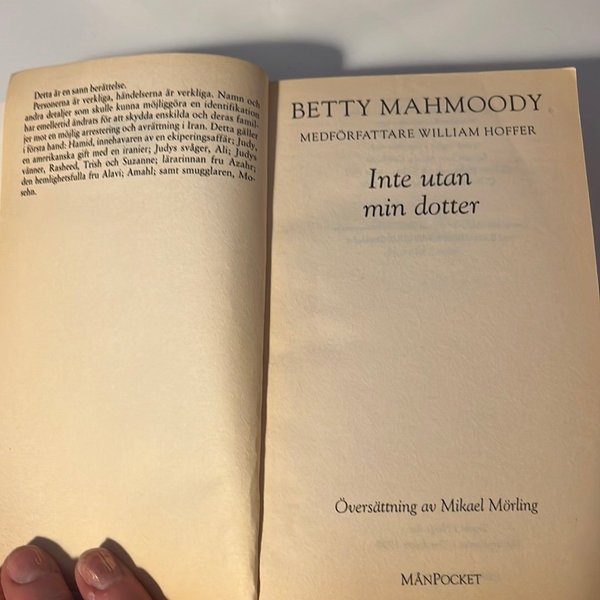 Detta är en sann berättelse.
Personerna är verkliga, händelserna är verkliga. Namn och
andra detaljer som skulle kunna möjliggöra en identifikation
har emellertid ändrats för att skydda enskilda och deras famil-
jer mot en möjlig arrestering och avrättning i Iran. Detta gäller
i första hand: Hamid, innehavaren av en ekiperingsaffär; Judy,
en amerikanska gift med en iranier; Judys svåger, Ali; Judys
vänner, Rasheed, Trish och Suzanne; lärarinnan fru Azahr;
den hemlighetsfulla fru Alavi; Amahl; samt smugglaren, Mo-
sehn.
BETTY MAHMOODY
MEDFÖRFATTARE WILLIAM HOFFER
Inte utan
min dotter
Översättning av Mikael Mörling
MÅNPOCKET